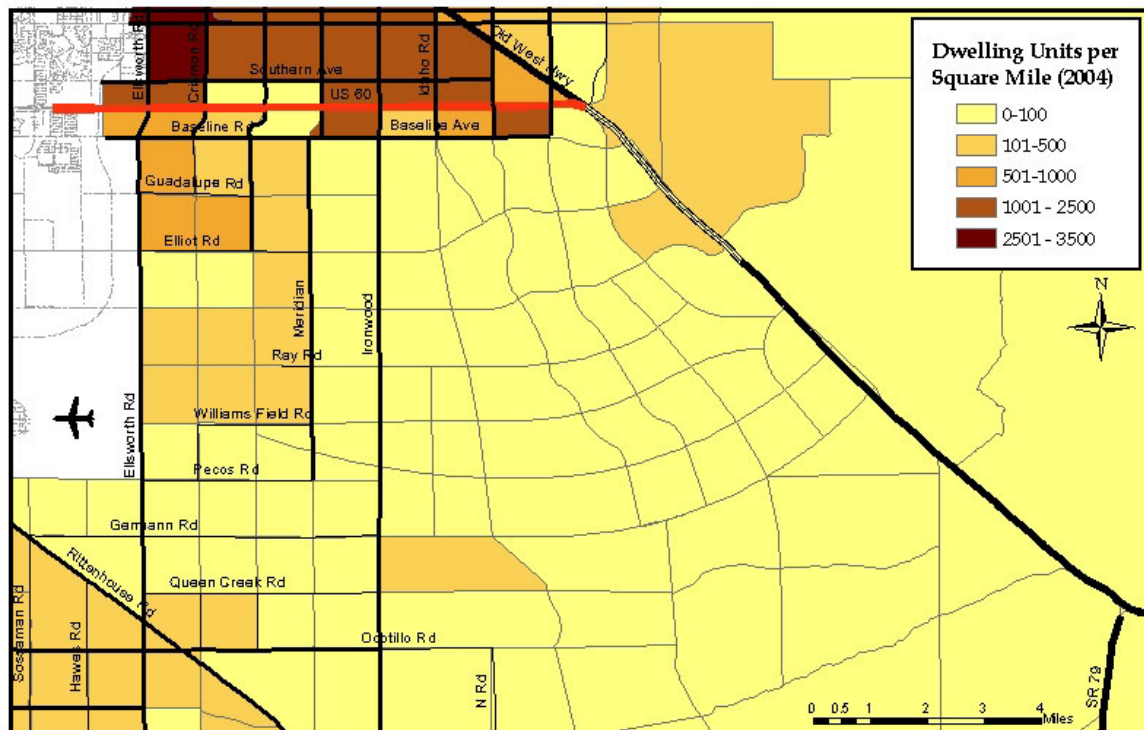 Dwelling Units per
Square Mile (2004)
0-100
101-500
501-1000
1001 - 2500
2501 - 3500
N
Old West Hwy
Ellsworth Rd
Crismon Rd
Idaho Rd
Southern Ave
US 60
Baseline Rd
Baseline Ave
Guadalupe Rd
Elliot Rd
Meridian
Ironwood
Ray Rd
Williams Field Rd
Ellsworth Rd
Pecos Rd
Germann Rd
Rittenhouse Rd
Queen Creek Rd
Sossaman Rd
Hawes Rd
Ocotillo Rd
N Rd
SR 79
0 0.5 1 2 3 4
Miles